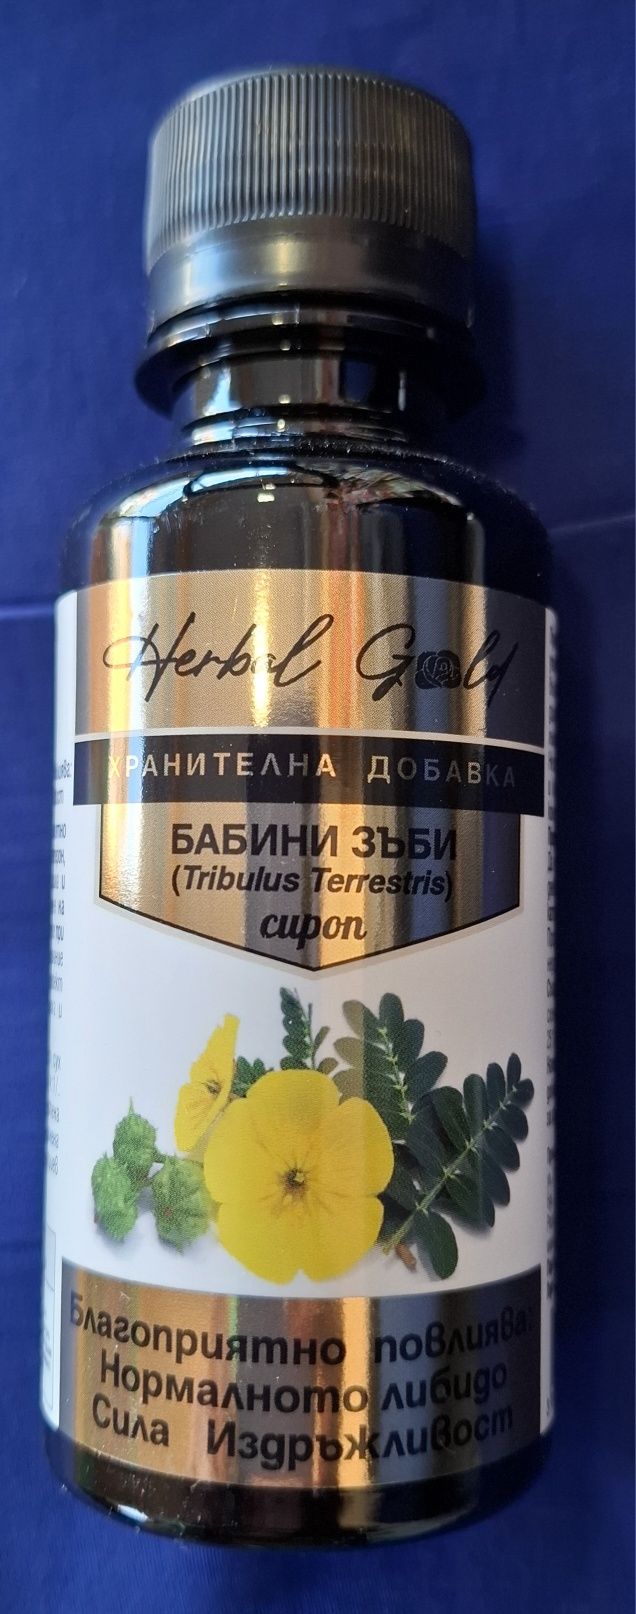 Herbal Gold
ХРАНИТЕЛНА ДОБАВКА
БАБИНИ ЗЪБИ
(Tribulus Terrestris)
сироп
Благоприятно повлиява:
Нормалното либидо
Сила Издръжливост